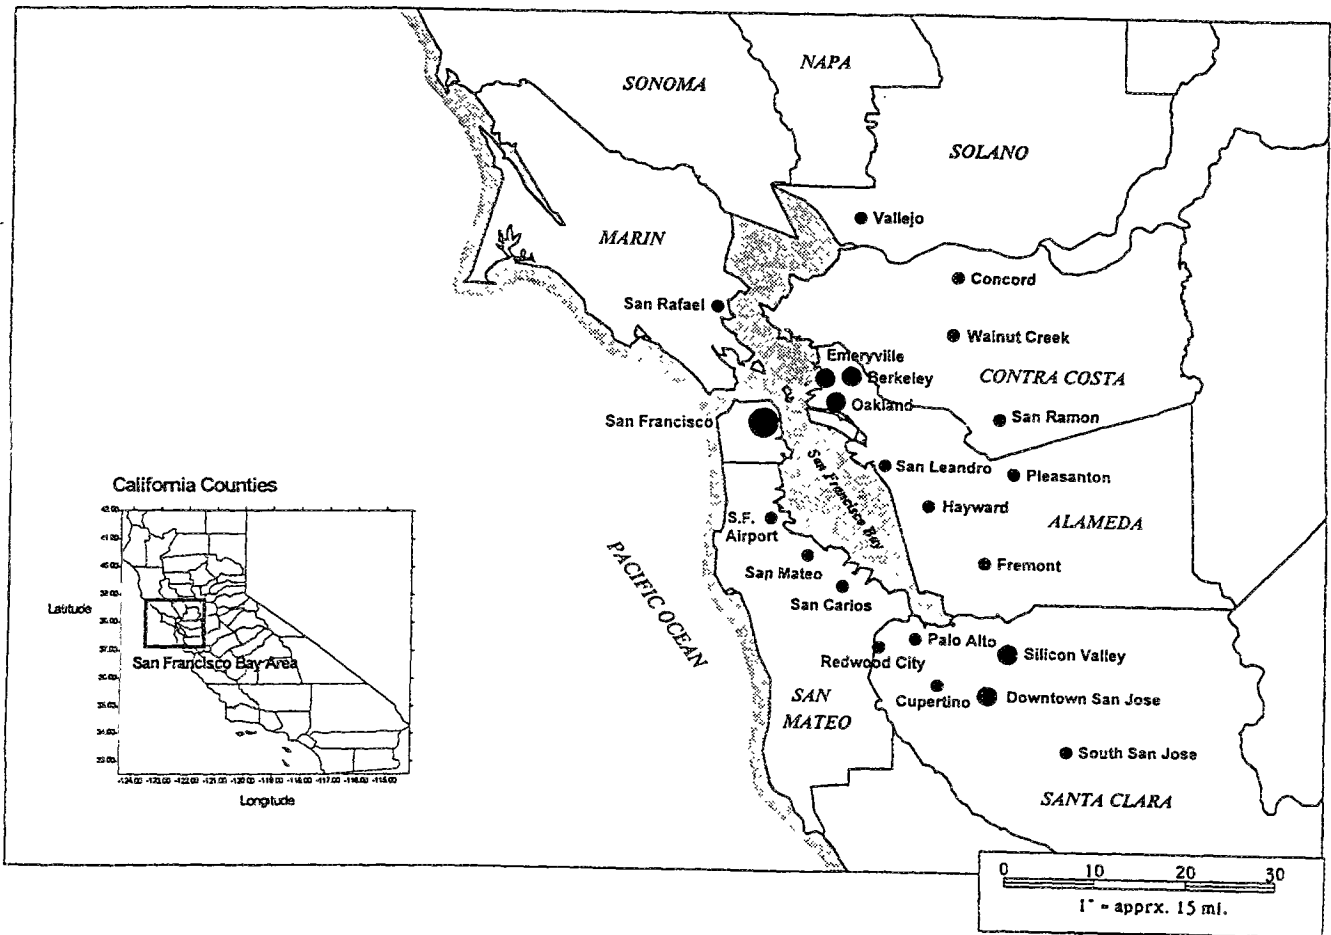 NAPA
SONOMA
SOLANO
Vallejo
MARIN
Concord
San Rafael
Walnut Creek
Emeryville
Berkeley
CONTRA COSTA
Oakland
San Ramon
San Francisco
San Leandro
Pleasanton
San Francisco Bay
Hayward
ALAMEDA
S.F.
Airport
Fremont
San Mateo
San Carlos
PACIFIC OCEAN
Palo Alto
Silicon Valley
Redwood City
Cupertino
Downtown San Jose
SAN
MATEO
South San Jose
SANTA CLARA
California Counties
Latitude
San Francisco Bay Area
Longitude
0 10 20 30
1" = apprx. 15 mi.